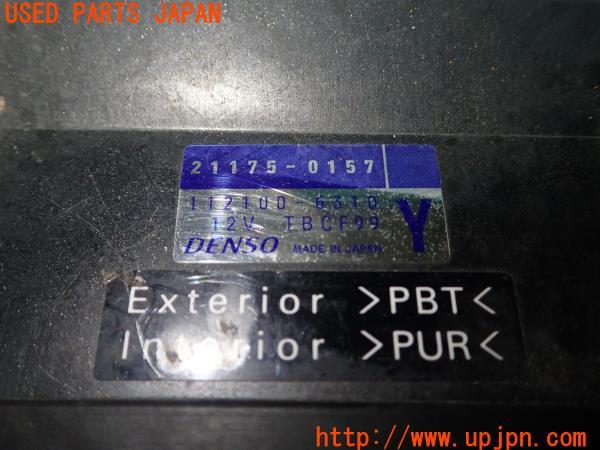 USED PARTS JAPAN
21175-0157
112100-6310
12V TBCF99
Y
DENSO MADE IN JAPAN
Exterior >PBT<
Interior >PUR<
http://www.upjpn.com